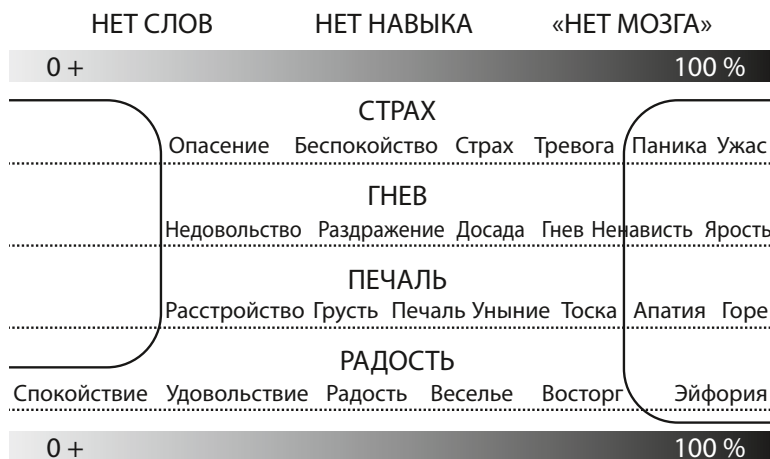 НЕТ СЛОВ НЕТ НАВЫКА «НЕТ МОЗГА»
0 + 100 %
СТРАХ
Опасение Беспокойство Страх Тревога Паника Ужас
ГНЕВ
Недовольство Раздражение Досада Гнев Ненависть Ярость
ПЕЧАЛЬ
Расстройство Грусть Печаль Уныние Тоска Апатия Горе
РАДОСТЬ
Спокойствие Удовольствие Радость Веселье Восторг Эйфория
0 + 100 %